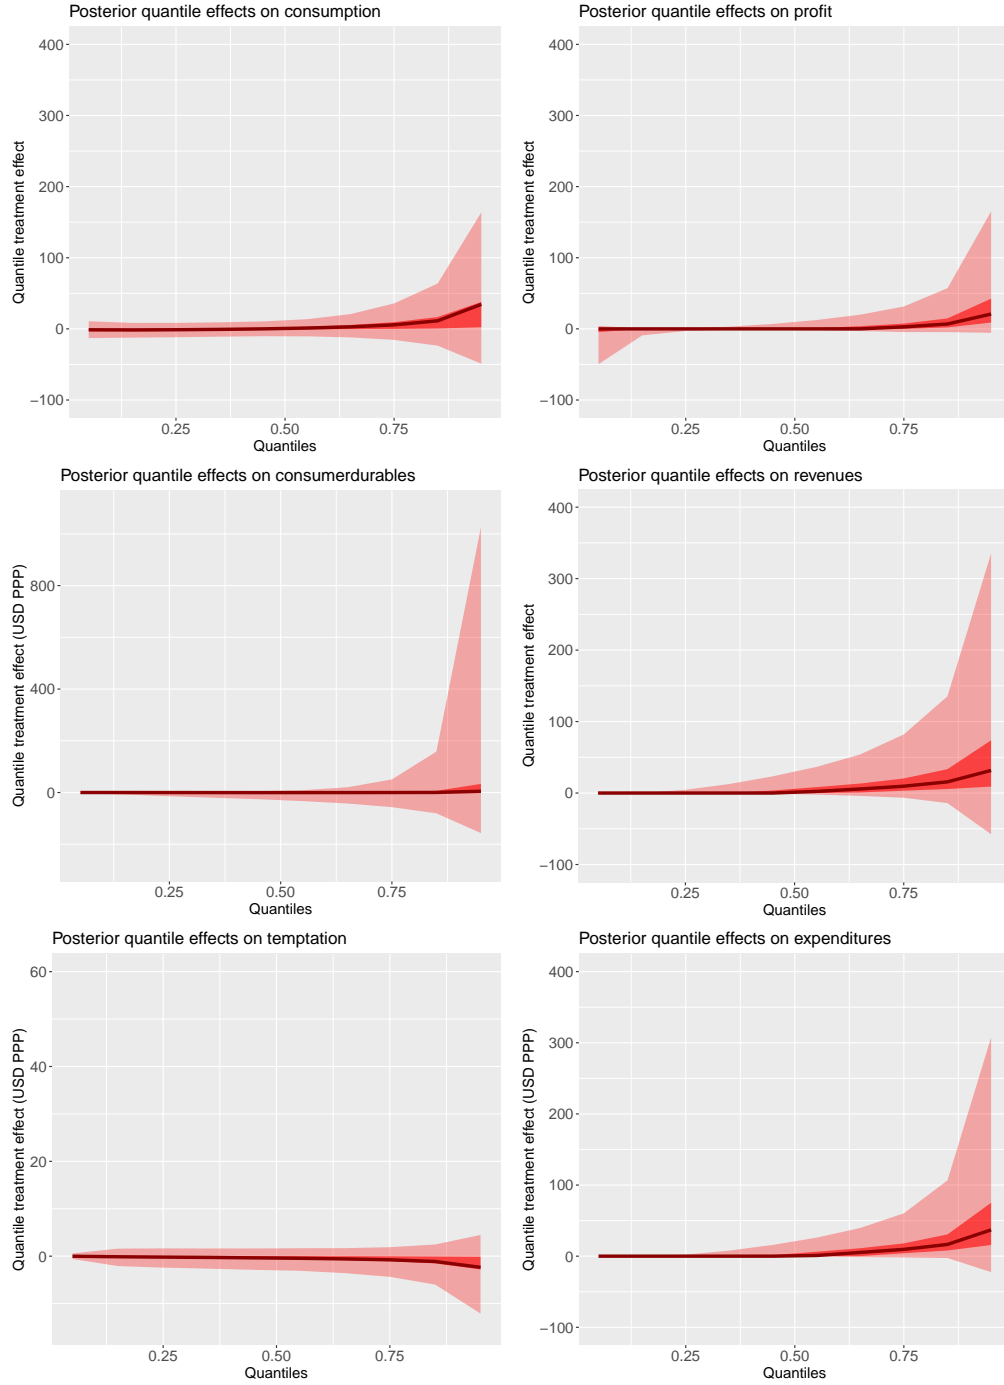 Posterior quantile effects on consumption
Quantile treatment effect
400
300
200
100
0
−100
0.25
0.50
0.75
Quantiles
Posterior quantile effects on profit
Quantile treatment effect
400
300
200
100
0
−100
0.25
0.50
0.75
Quantiles
Posterior quantile effects on consumerdurables
Quantile treatment effect (USD PPP)
800
400
0
0.25
0.50
0.75
Quantiles
Posterior quantile effects on revenues
Quantile treatment effect
400
300
200
100
0
−100
0.25
0.50
0.75
Quantiles
Posterior quantile effects on temptation
Quantile treatment effect (USD PPP)
60
40
20
0
0.25
0.50
0.75
Quantiles
Posterior quantile effects on expenditures
Quantile treatment effect (USD PPP)
400
300
200
100
0
−100
0.25
0.50
0.75
Quantiles